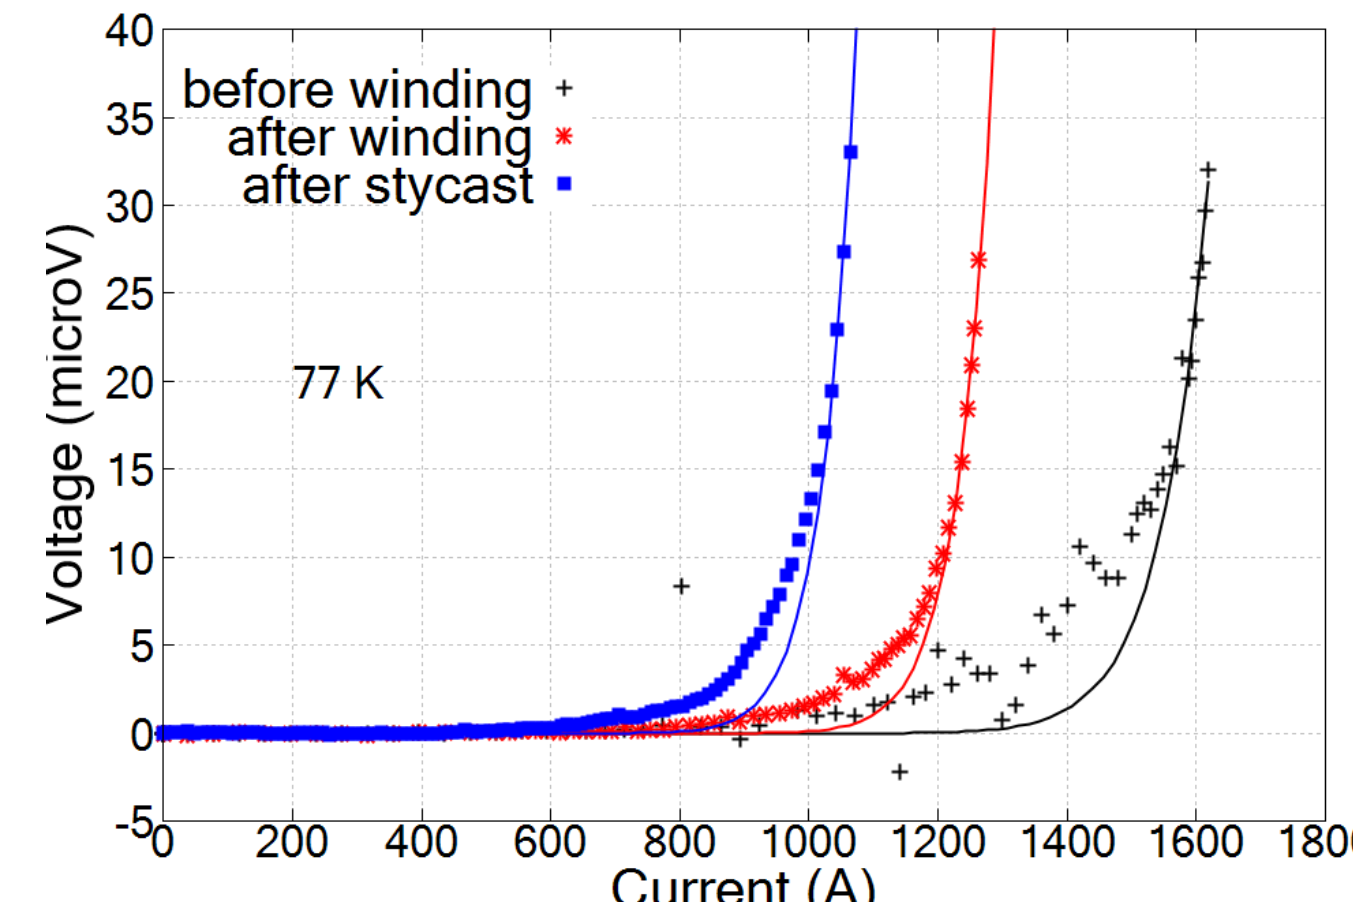 40
before winding
35
after winding
after stycast
30
25
20
77 K
15
10
5
0
-5
0 200 400 600 800 1000 1200 1400 1600 180
Voltage (microV)
Current (A)